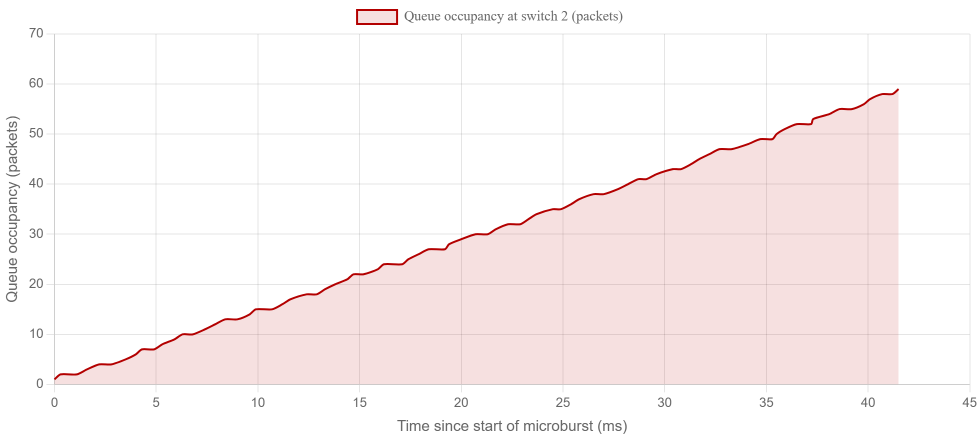 Queue occupancy at switch 2 (packets)
70
60
50
40
30
20
10
0
Queue occupancy (packets)
0 5 10 15 20 25 30 35 40 45
Time since start of microburst (ms)